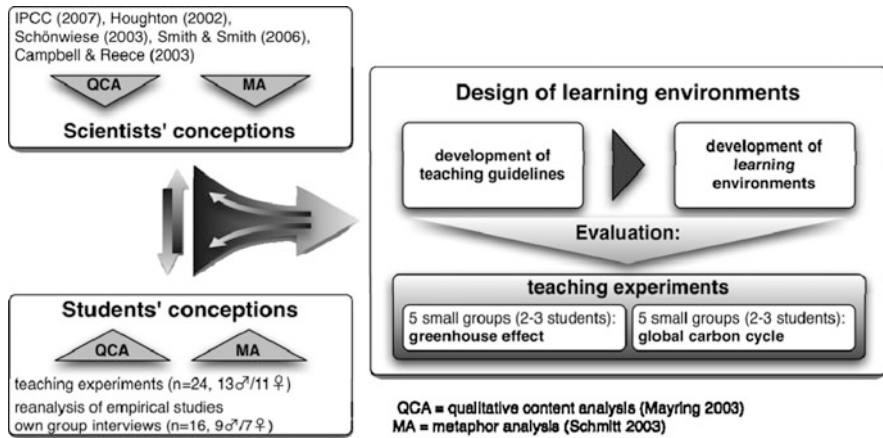 IPCC (2007), Houghton (2002),
Schönwiese (2003), Smith & Smith (2006),
Campbell & Reece (2003)
QCA MA
Scientists' conceptions
Students' conceptions
QCA MA
teaching experiments (n=24, 13♂/11♀)
reanalysis of empirical studies
own group interviews (n=16, 9♂/7♀)
Design of learning environments
development of
teaching guidelines
development of
learning
environments
Evaluation:
teaching experiments
5 small groups (2-3 students):
greenhouse effect
5 small groups (2-3 students):
global carbon cycle
QCA = qualitative content analysis (Mayring 2003)
MA = metaphor analysis (Schmitt 2003)